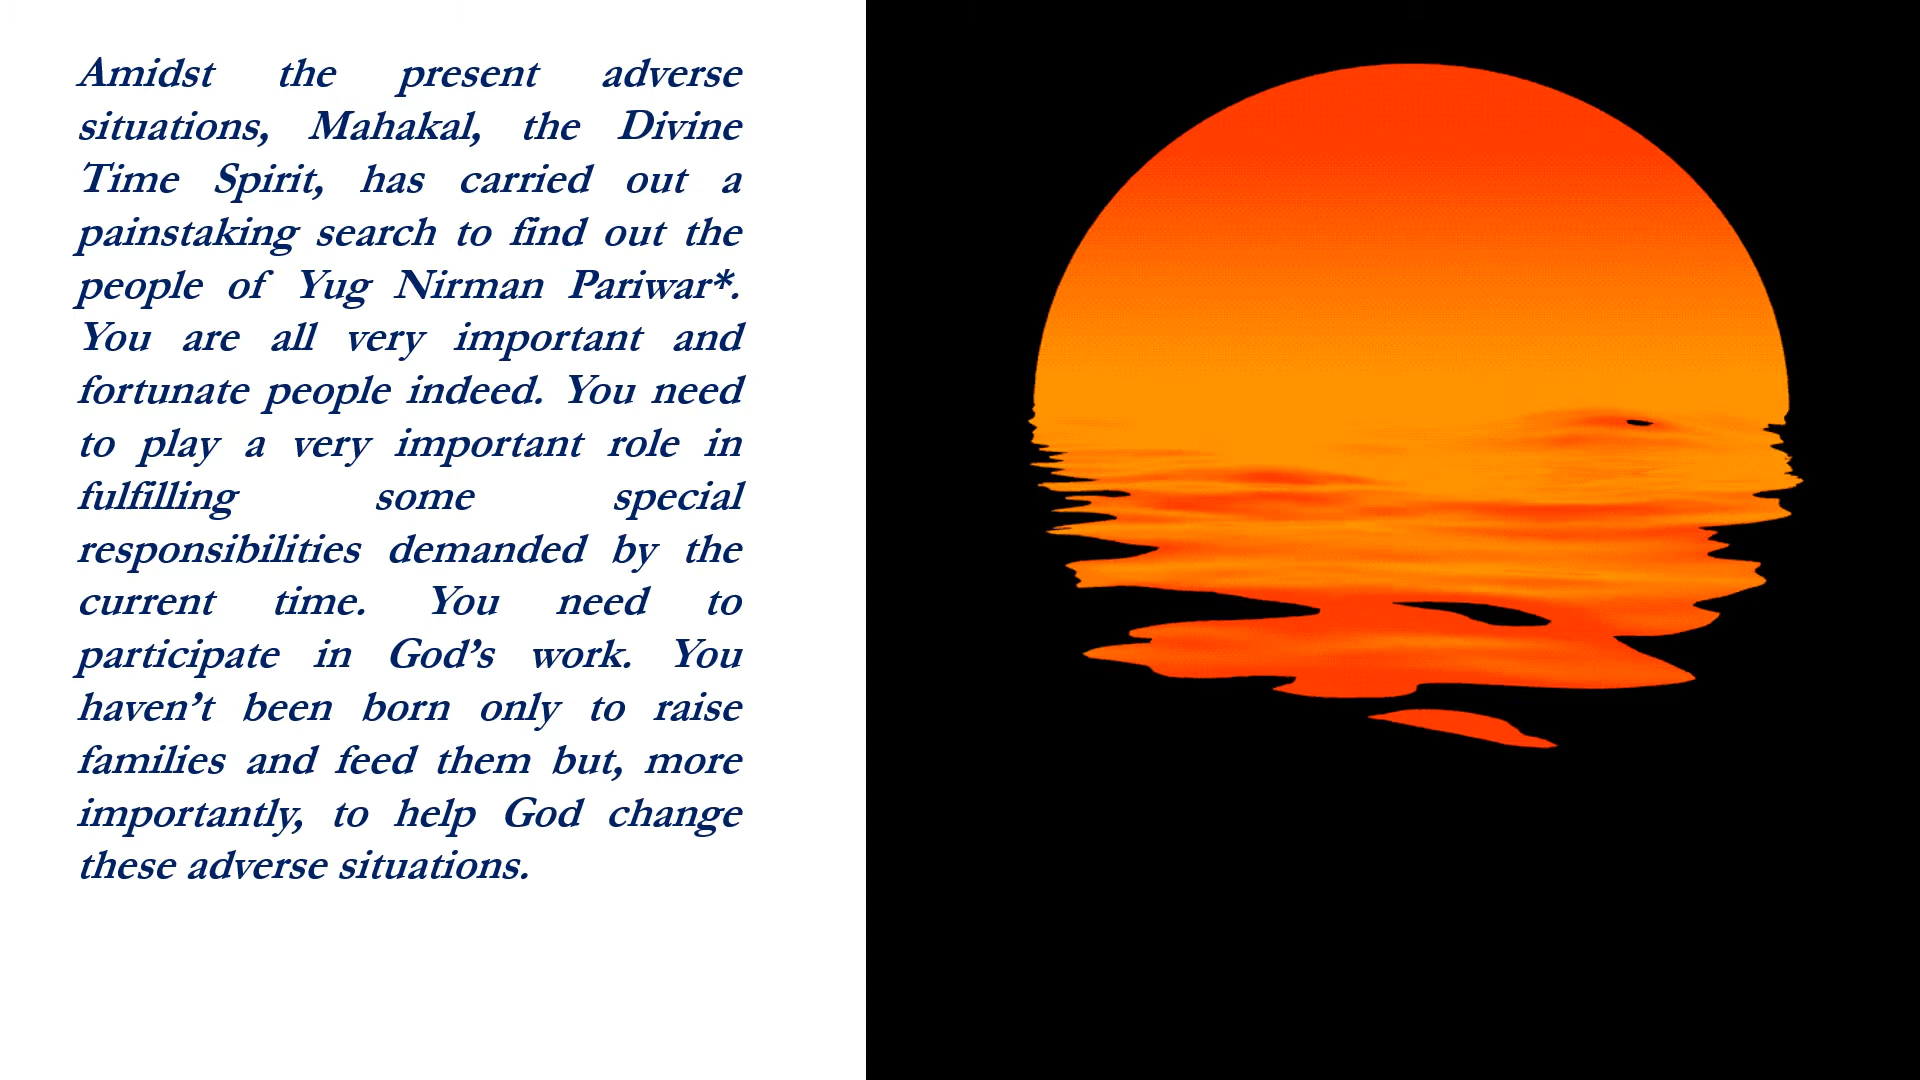 Amidst the present adverse
situations, Mahakal, the Divine
Time Spirit, has carried out a
painstaking search to find out the
people of Yug Nirman Pariwar*.
You are all very important and
fortunate people indeed. You need
to play a very important role in
fulfilling some special
responsibilities demanded by the
current time. You need to
participate in God’s work. You
haven’t been born only to raise
families and feed them but, more
importantly, to help God change
these adverse situations.